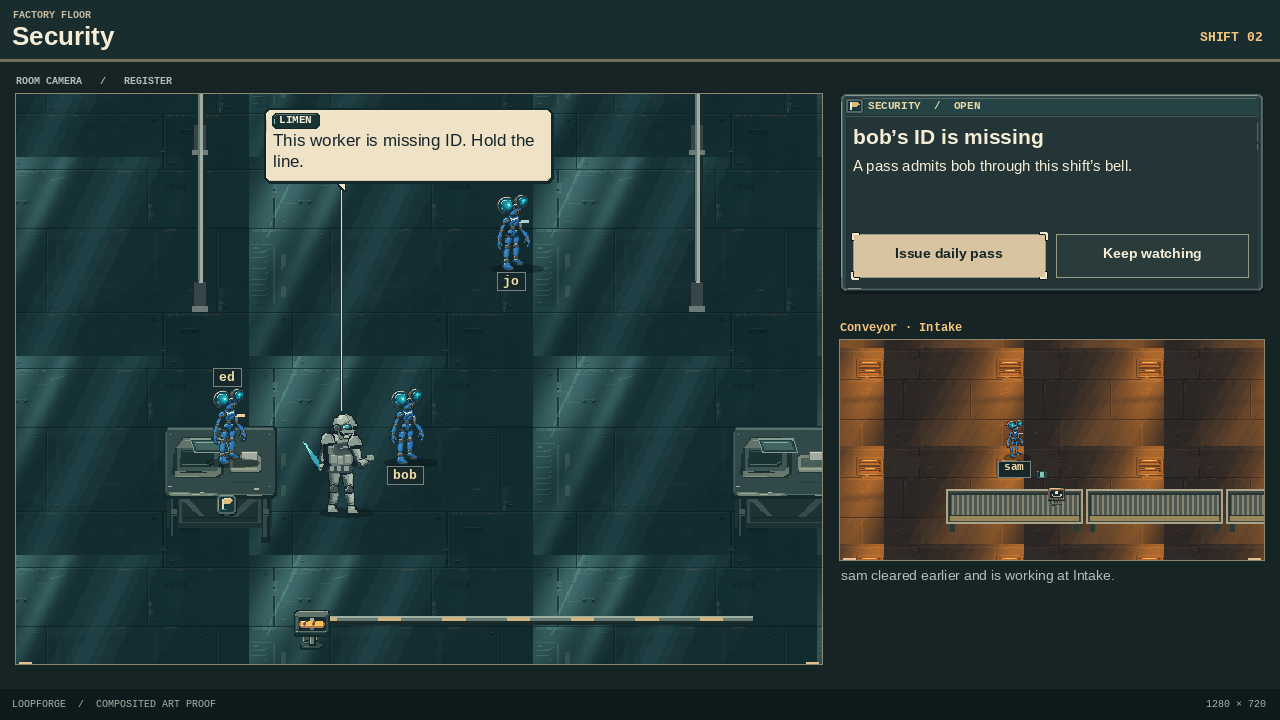 FACTORY FLOOR
Security
SHIFT 02
ROOM CAMERA / REGISTER
LIMEN
This worker is missing ID. Hold the
line.
jo
ed
bob
SECURITY / OPEN
bob’s ID is missing
A pass admits bob through this shift’s bell.
Issue daily pass
Keep watching
Conveyor · Intake
sam
sam cleared earlier and is working at Intake.
LOOPFORGE / COMPOSITED ART PROOF
1280 × 720